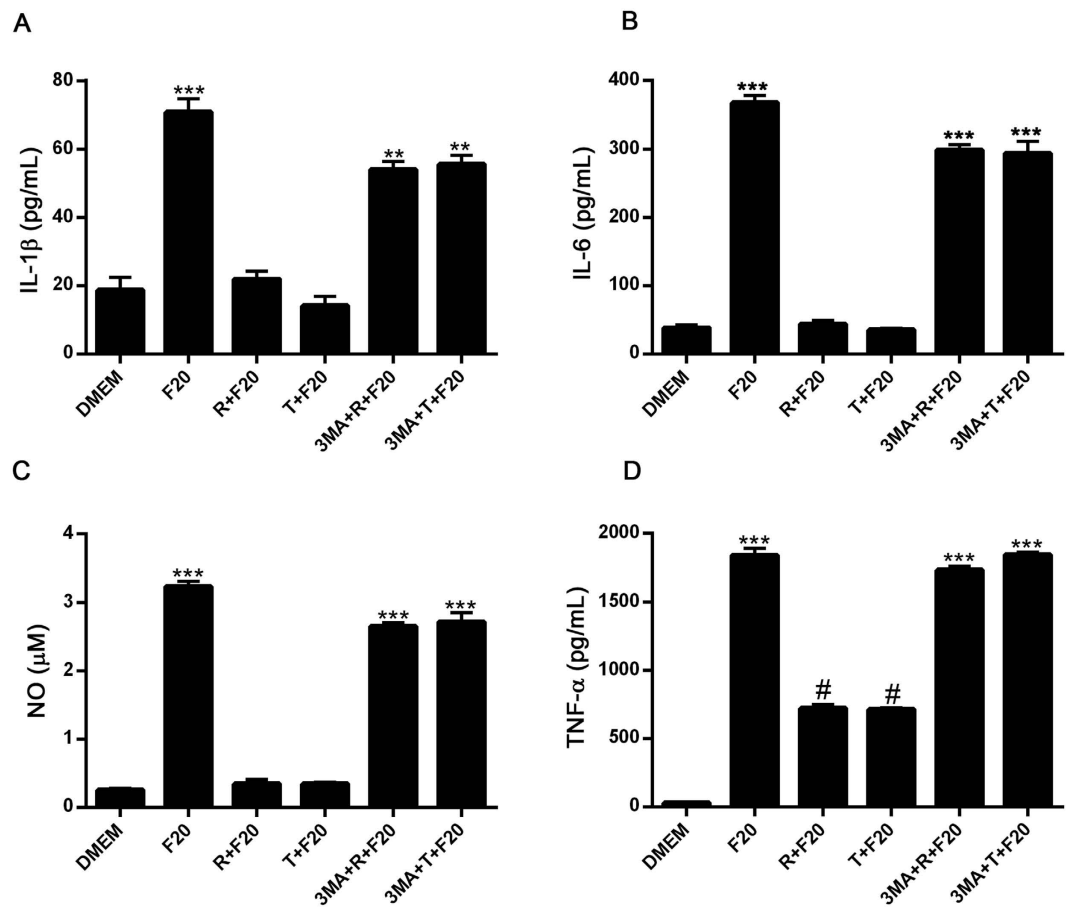 A
IL-1β (pg/mL)
80
60
40
20
0
***
**
**
DMEM
F20
R+F20
T+F20
3MA+R+F20
3MA+T+F20
B
IL-6 (pg/mL)
400
300
200
100
0
***
***
***
DMEM
F20
R+F20
T+F20
3MA+R+F20
3MA+T+F20
C
NO (μM)
4
3
2
1
0
***
***
***
DMEM
F20
R+F20
T+F20
3MA+R+F20
3MA+T+F20
D
TNF-α (pg/mL)
2000
1500
1000
500
0
***
#
#
***
***
DMEM
F20
R+F20
T+F20
3MA+R+F20
3MA+T+F20